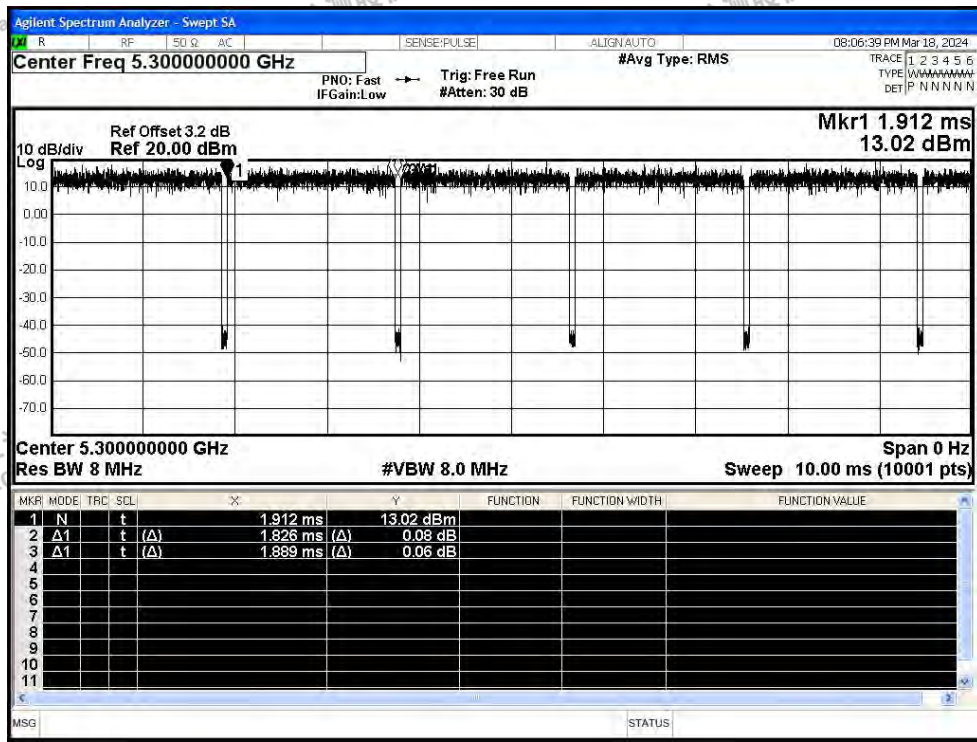 Agilent Spectrum Analyzer - Swept SA
R RF 50 Ω AC SENSE:PULSE ALIGN AUTO 08:06:39 PM Mar 18, 2024
Center Freq 5.300000000 GHz #Avg Type: RMS TRACE 1 2 3 4 5 6
PNO: Fast Trig: Free Run TYPE WWWWWW
IFGain:Low #Atten: 30 dB DET P N N N N N
Mkr1 1.912 ms
Ref Offset 3.2 dB
10 dB/div Ref 20.00 dBm 13.02 dBm
Log
1
10.0
0.00
-10.0
-20.0
-30.0
-40.0
-50.0
-60.0
-70.0
Center 5.300000000 GHz Span 0 Hz
Res BW 8 MHz #VBW 8.0 MHz Sweep 10.00 ms (10001 pts)
MKR MODE TRC SCL X Y FUNCTION FUNCTION WIDTH FUNCTION VALUE
1 N t 1.912 ms 13.02 dBm
2 Δ1 t (Δ) 1.826 ms (Δ) 0.08 dB
3 Δ1 t (Δ) 1.889 ms (Δ) 0.06 dB
4
5
6
7
8
9
10
11
MSG STATUS